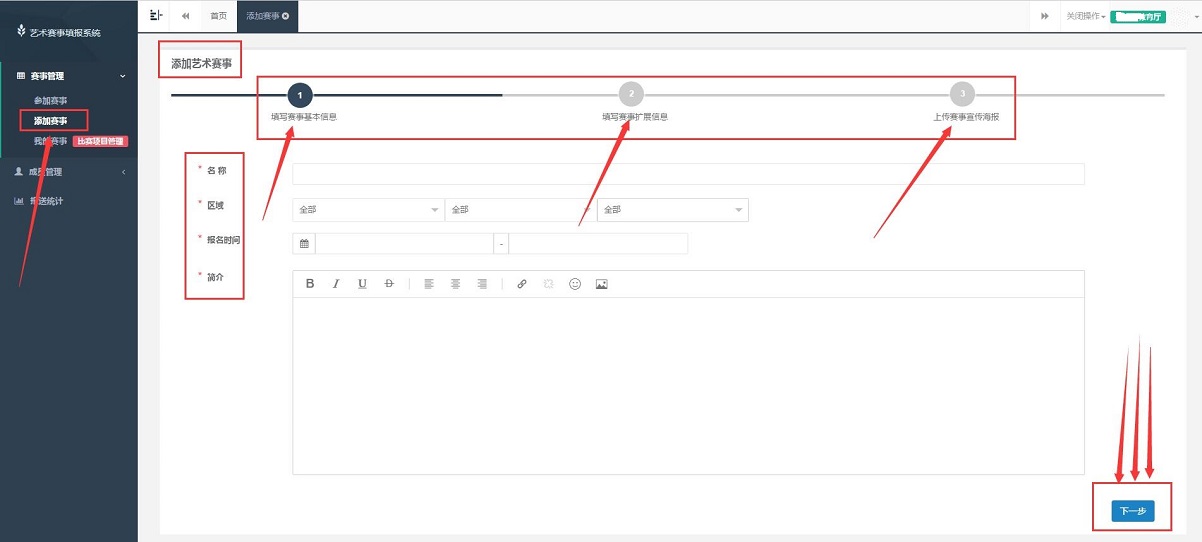 艺术赛事填报系统
首页
添加赛事
关闭操作
育厅
赛事管理
参加赛事
添加赛事
我的赛事 比赛项目管理
成员管理
报送统计
添加艺术赛事
1 2 3
填写赛事基本信息 填写赛事扩展信息 上传赛事宣传海报
* 名 称
* 区域 全部 全部 全部
* 报名时间 -
* 简介
B I U D
下一步